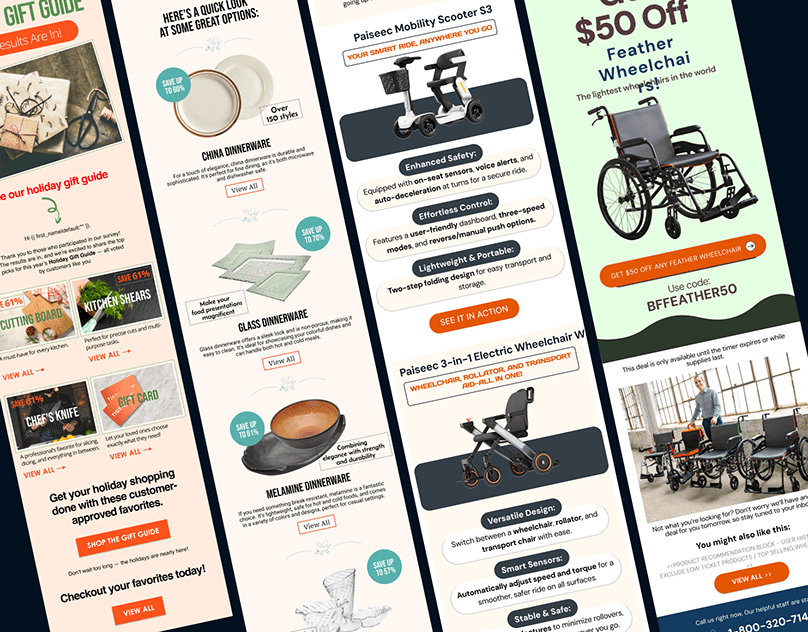 GIFT GUIDE
Results Are In!
e our holiday gift guide
Hi {{ first_name|default:"" }},
Thank you to those who participated in our survey!
The results are in, and we're excited to share the top
picks for this year's Holiday Gift Guide — all voted
by customers like you
61%
CUTTING BOARD
A must have for every kitchen.
VIEW ALL →
SAVE 61%
KITCHEN SHEARS
Perfect for precise cuts and multi-
purpose tasks.
VIEW ALL →
SAVE 61%
CHEF'S KNIFE
A professional's favorite for slicing,
dicing, and everything in between.
VIEW ALL →
GIFT CARD
Let your loved ones choose
exactly what they need!
VIEW ALL →
Get your holiday shopping
done with these customer-
approved favorites.
SHOP THE GIFT GUIDE
Don't wait too long — the holidays are nearly here!
Checkout your favorites today!
VIEW ALL
HERE'S A QUICK LOOK
AT SOME GREAT OPTIONS:
SAVE UP
TO 60%
Over
150 styles
CHINA DINNERWARE
For a touch of elegance, china dinnerware is durable and
sophisticated. It's perfect for fine dining, as it's both microwave
and dishwasher safe.
View All
SAVE UP
TO 70%
Make your
food presentations
magnificent
GLASS DINNERWARE
Glass dinnerware offers a sleek look and is non-porous, making it
easy to clean. It's ideal for showcasing your colorful dishes and
can handle both hot and cold meals.
View All
SAVE UP
TO 61%
Combining
elegance with strength
and durability
MELAMINE DINNERWARE
If you need something break-resistant, melamine is a fantastic
choice. It's lightweight, safe for hot and cold foods, and comes
in a variety of colors and designs, perfect for casual settings.
View All
SAVE UP
TO 57%
Paiseec Mobility Scooter S3
YOUR SMART RIDE, ANYWHERE YOU GO
Enhanced Safety:
Equipped with on-seat sensors, voice alerts, and
auto-deceleration at turns for a secure ride.
Effortless Control:
Features a user-friendly dashboard, three-speed
modes, and reverse/manual push options.
Lightweight & Portable:
Two-step folding design for easy transport and
storage.
SEE IT IN ACTION
Paiseec 3-in-1 Electric Wheelchair W
WHEELCHAIR, ROLLATOR, AND TRANSPORT
AID-ALL IN ONE!
Versatile Design:
Switch between a wheelchair, rollator, and
transport chair with ease.
Smart Sensors:
Automatically adjust speed and torque for a
smoother, safer ride on all surfaces.
Stable & Safe:
features to minimize rollovers,
ver you go.
$50 Off
Feather
Wheelchai
rs!
The lightest wheelchairs in the world
GET $50 OFF ANY FEATHER WHEELCHAIR
Use code:
BFFEATHER50
This deal is only available until the timer expires or while
supplies last.
Not what you're looking for? Don't worry we'll have an
deal for you tomorrow, so stay tuned to your inbo
You might also like this:
<<PRODUCT RECOMMENDATION BLOCK - USER HIST
EXCLUDE LOW TICKET PRODUCTS / TOP SELLING WHE
VIEW ALL >>
Call us right now. Our helpful staff are sta
1-800-320-714